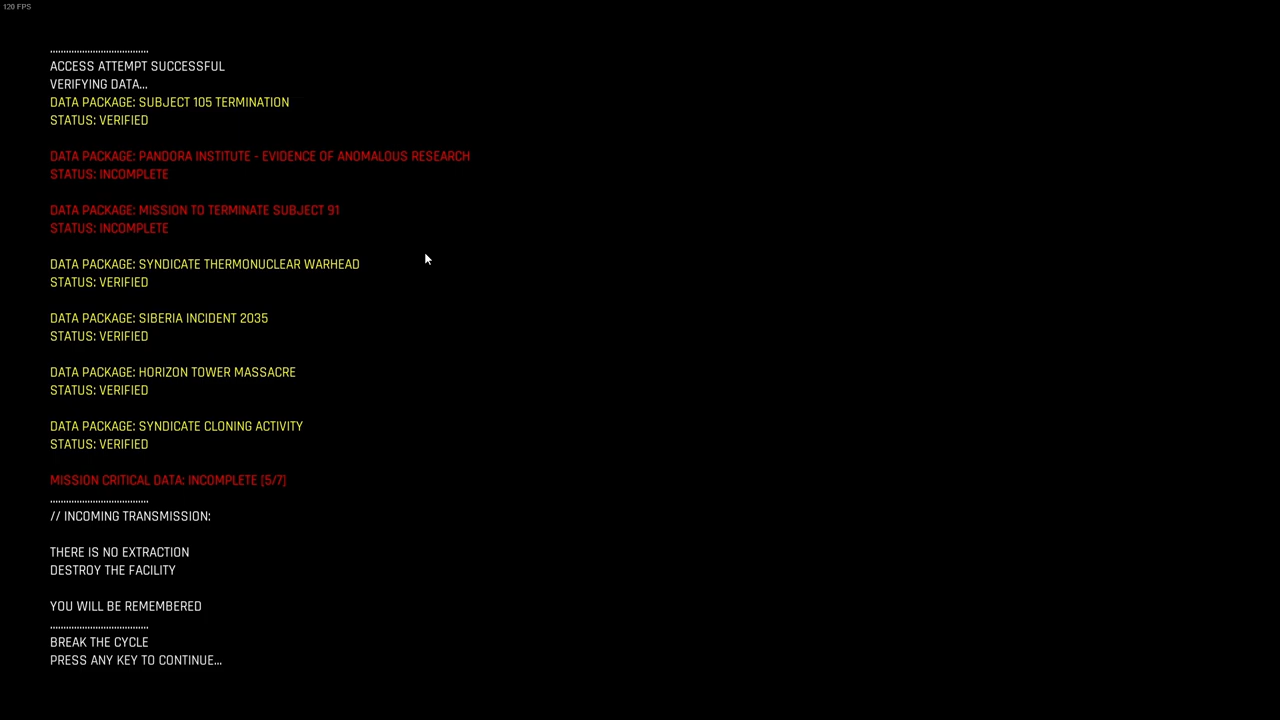 120 FPS
......................................
ACCESS ATTEMPT SUCCESSFUL
VERIFYING DATA...
DATA PACKAGE: SUBJECT 105 TERMINATION
STATUS: VERIFIED
DATA PACKAGE: PANDORA INSTITUTE - EVIDENCE OF ANOMALOUS RESEARCH
STATUS: INCOMPLETE
DATA PACKAGE: MISSION TO TERMINATE SUBJECT 91
STATUS: INCOMPLETE
DATA PACKAGE: SYNDICATE THERMONUCLEAR WARHEAD
STATUS: VERIFIED
DATA PACKAGE: SIBERIA INCIDENT 2035
STATUS: VERIFIED
DATA PACKAGE: HORIZON TOWER MASSACRE
STATUS: VERIFIED
DATA PACKAGE: SYNDICATE CLONING ACTIVITY
STATUS: VERIFIED
MISSION CRITICAL DATA: INCOMPLETE [5/7]
......................................
// INCOMING TRANSMISSION:
THERE IS NO EXTRACTION
DESTROY THE FACILITY
YOU WILL BE REMEMBERED
......................................
BREAK THE CYCLE
PRESS ANY KEY TO CONTINUE...